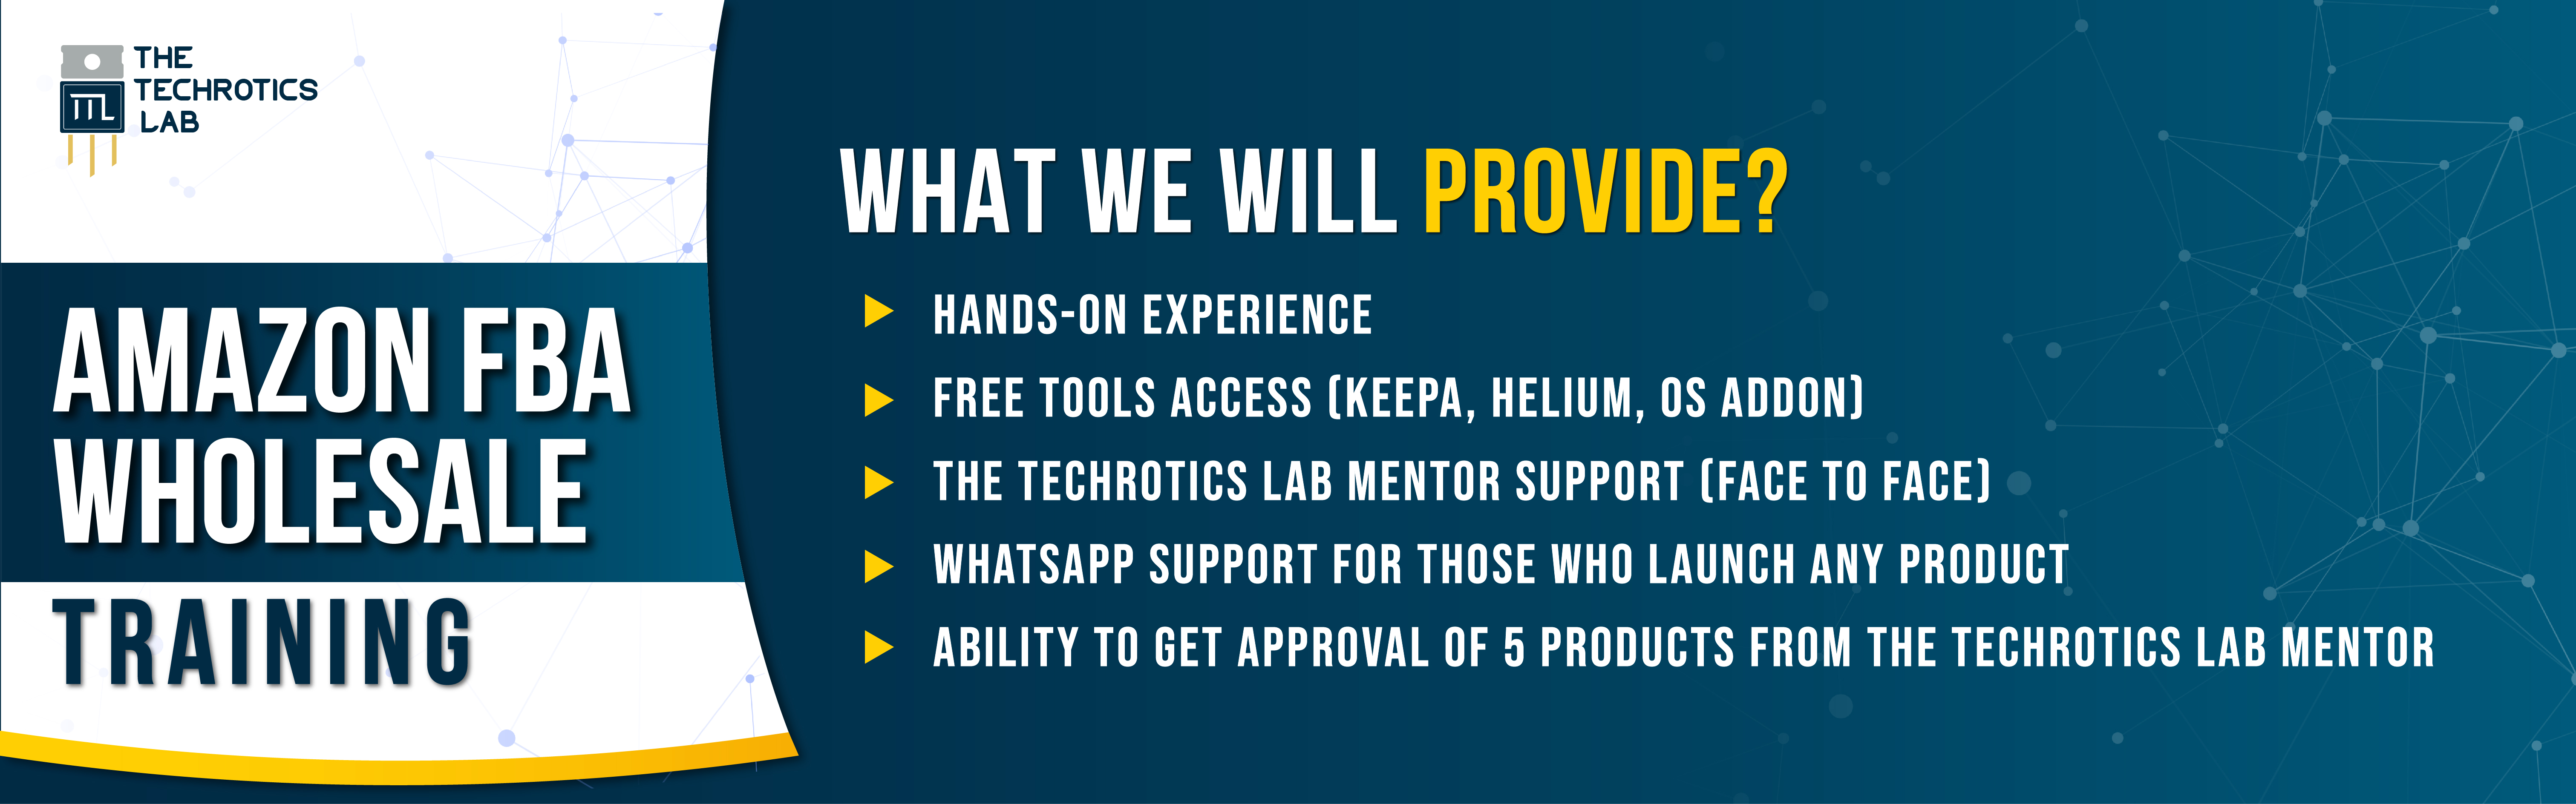 THE
TECHROTICS
LAB
TTL
AMAZON FBA
WHOLESALE
TRAINING
WHAT WE WILL PROVIDE?
HANDS-ON EXPERIENCE
FREE TOOLS ACCESS (KEEPA, HELIUM, OS ADDON)
THE TECHROTICS LAB MENTOR SUPPORT (FACE TO FACE)
WHATSAPP SUPPORT FOR THOSE WHO LAUNCH ANY PRODUCT
ABILITY TO GET APPROVAL OF 5 PRODUCTS FROM THE TECHROTICS LAB MENTOR